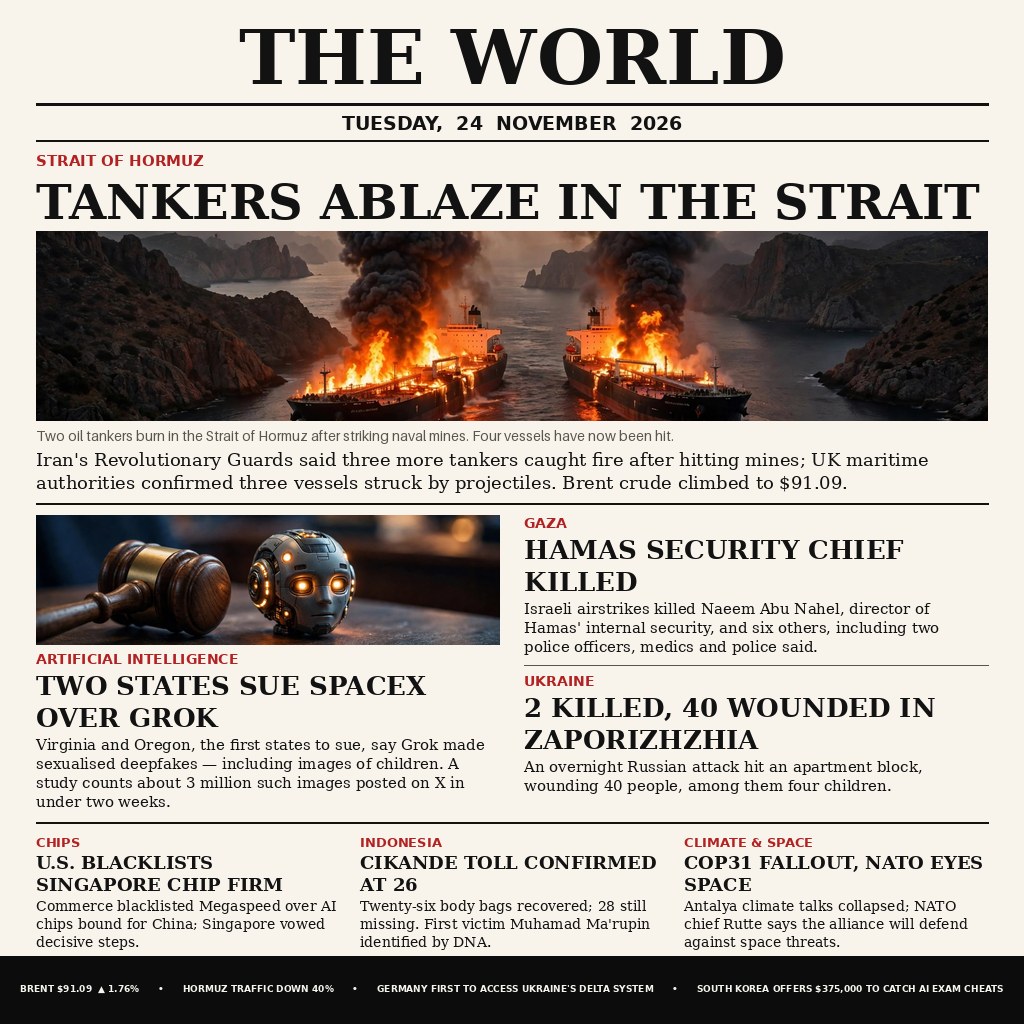 THE WORLD
TUESDAY, 24 NOVEMBER 2026
STRAIT OF HORMUZ
TANKERS ABLAZE IN THE STRAIT
Two oil tankers burn in the Strait of Hormuz after striking naval mines. Four vessels have now been hit.
Iran's Revolutionary Guards said three more tankers caught fire after hitting mines; UK maritime
authorities confirmed three vessels struck by projectiles. Brent crude climbed to $91.09.
ARTIFICIAL INTELLIGENCE
TWO STATES SUE SPACEX
OVER GROK
Virginia and Oregon, the first states to sue, say Grok made
sexualised deepfakes — including images of children. A
study counts about 3 million such images posted on X in
under two weeks.
GAZA
HAMAS SECURITY CHIEF
KILLED
Israeli airstrikes killed Naeem Abu Nahel, director of
Hamas' internal security, and six others, including two
police officers, medics and police said.
UKRAINE
2 KILLED, 40 WOUNDED IN
ZAPORIZHZHIA
An overnight Russian attack hit an apartment block,
wounding 40 people, among them four children.
CHIPS
U.S. BLACKLISTS
SINGAPORE CHIP FIRM
Commerce blacklisted Megaspeed over AI
chips bound for China; Singapore vowed
decisive steps.
INDONESIA
CIKANDE TOLL CONFIRMED
AT 26
Twenty-six body bags recovered; 28 still
missing. First victim Muhamad Ma'rupin
identified by DNA.
CLIMATE & SPACE
COP31 FALLOUT, NATO EYES
SPACE
Antalya climate talks collapsed; NATO
chief Rutte says the alliance will defend
against space threats.
BRENT $91.09 ▲ 1.76% • HORMUZ TRAFFIC DOWN 40% • GERMANY FIRST TO ACCESS UKRAINE'S DELTA SYSTEM • SOUTH KOREA OFFERS $375,000 TO CATCH AI EXAM CHEATS